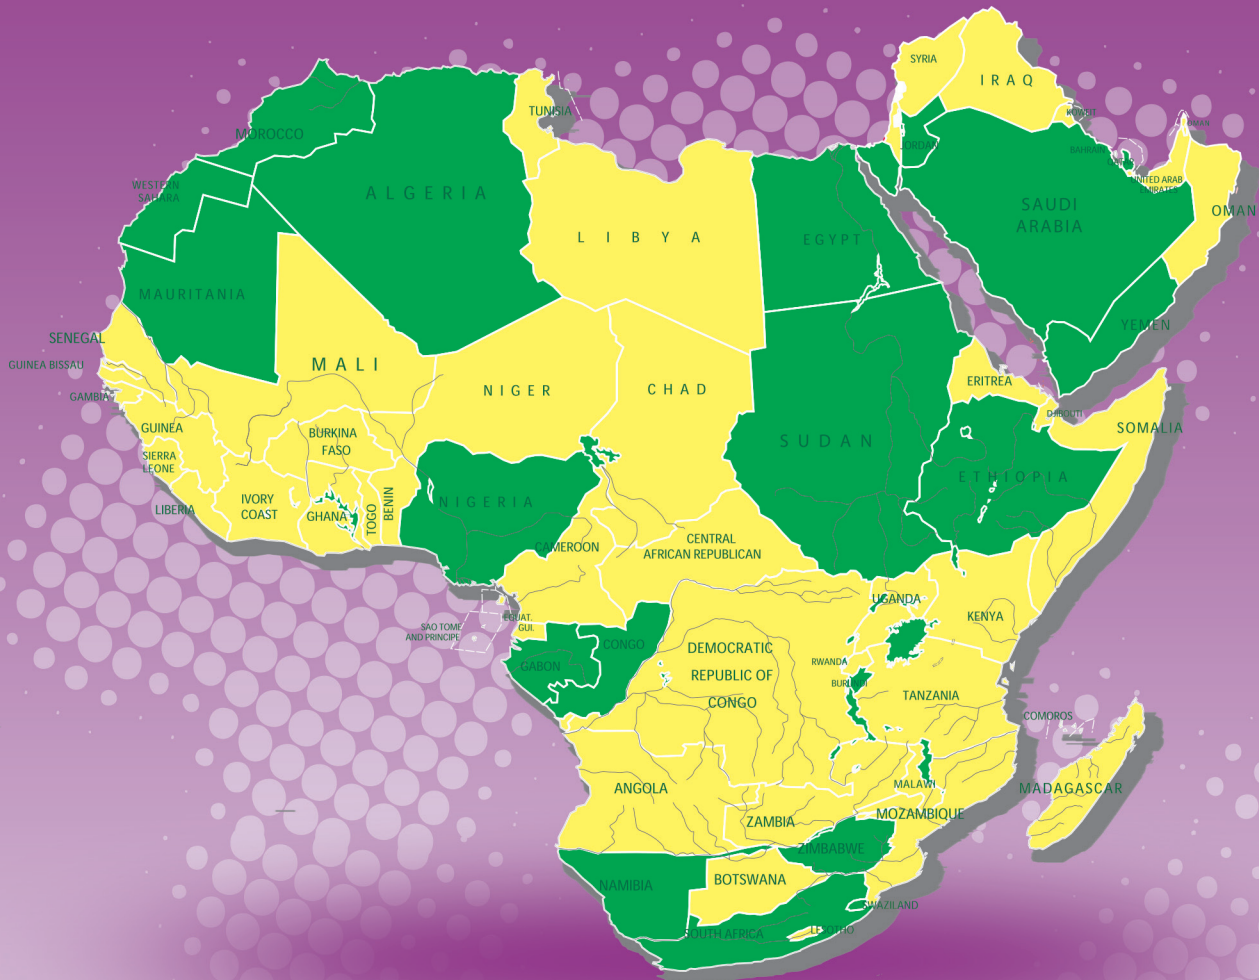 SYRIA
IRAQ
TUNISIA
KOWEIT
OMAN
MOROCCO
JORDAN
BAHRAIN
QATAR
WESTERN
SAHARA
ALGERIA
UNITED ARAB
EMIRATES
SAUDI
ARABIA
OMAN
LIBYA
EGYPT
MAURITANIA
YEMEN
SENEGAL
GUINEA BISSAU
MALI
NIGER
CHAD
ERITREA
GAMBIA
DJIBOUTI
GUINEA
BURKINA
FASO
SUDAN
SOMALIA
SIERRA
LEONE
ETHIOPIA
IVORY
COAST
NIGERIA
LIBERIA
GHANA
TOGO
BENIN
CENTRAL
AFRICAN REPUBLICAN
CAMEROON
UGANDA
KENYA
EQUAT.
GUI.
SAO TOME
AND PRINCIPE
CONGO
GABON
DEMOCRATIC
REPUBLIC OF
CONGO
RWANDA
BURUNDI
TANZANIA
COMOROS
ANGOLA
MALAWI
MADAGASCAR
ZAMBIA
MOZAMBIQUE
ZIMBABWE
NAMIBIA
BOTSWANA
SWAZILAND
SOUTH AFRICA
LESOTHO